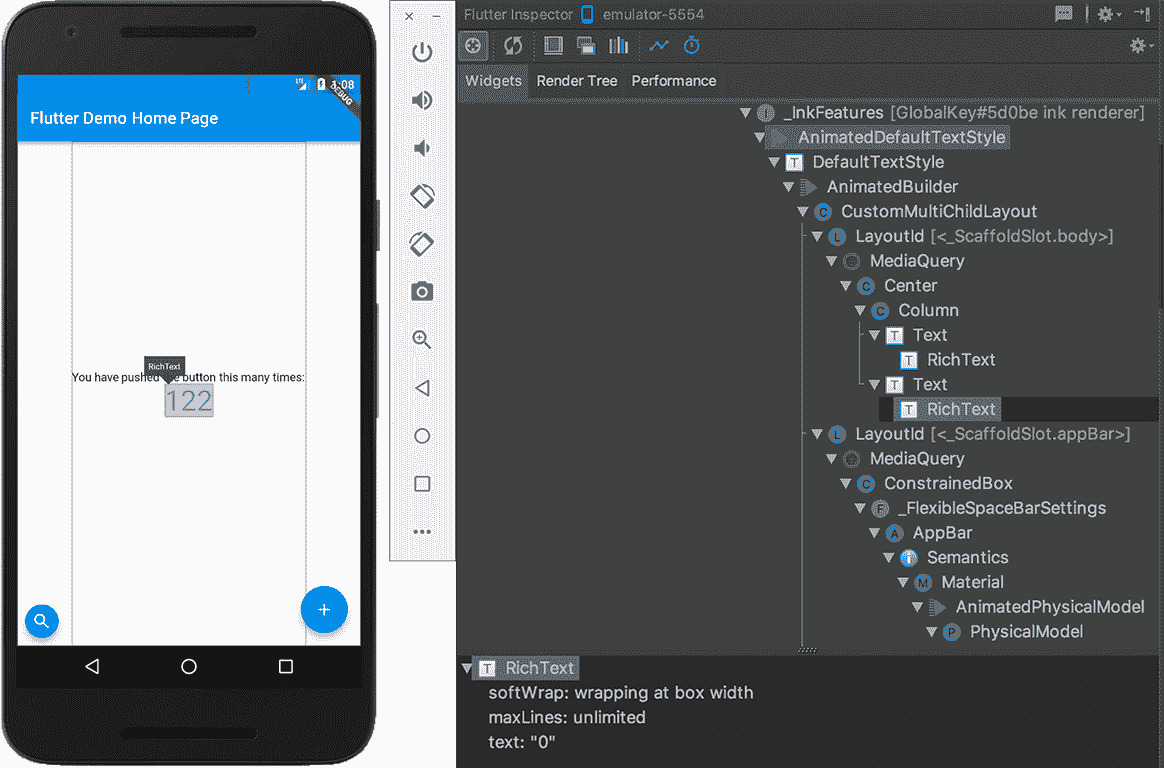 1:08
DEBUG
Flutter Demo Home Page
RichText
You have pushed the button this many times:
122
Flutter Inspector emulator-5554
Widgets Render Tree Performance
_InkFeatures [GlobalKey#5d0be ink renderer]
AnimatedDefaultTextStyle
T DefaultTextStyle
AnimatedBuilder
C CustomMultiChildLayout
L LayoutId [<_ScaffoldSlot.body>]
MediaQuery
C Center
C Column
T Text
T RichText
T Text
T RichText
L LayoutId [<_ScaffoldSlot.appBar>]
MediaQuery
C ConstrainedBox
F _FlexibleSpaceBarSettings
A AppBar
Semantics
M Material
AnimatedPhysicalModel
P PhysicalModel
T RichText
softWrap: wrapping at box width
maxLines: unlimited
text: "0"